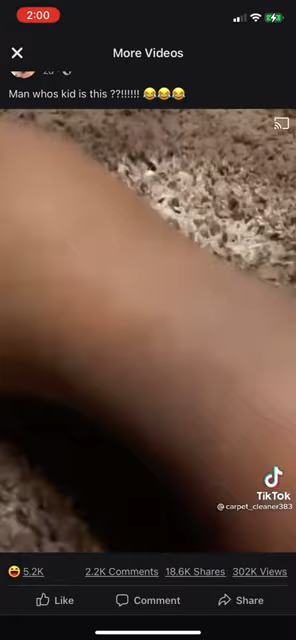 2:00
More Videos
Man whos kid is this ??!!!!!! 😂😂😂
TikTok
@carpet_cleaner383
5.2K
2.2K Comments
18.6K Shares
302K Views
Like
Comment
Share